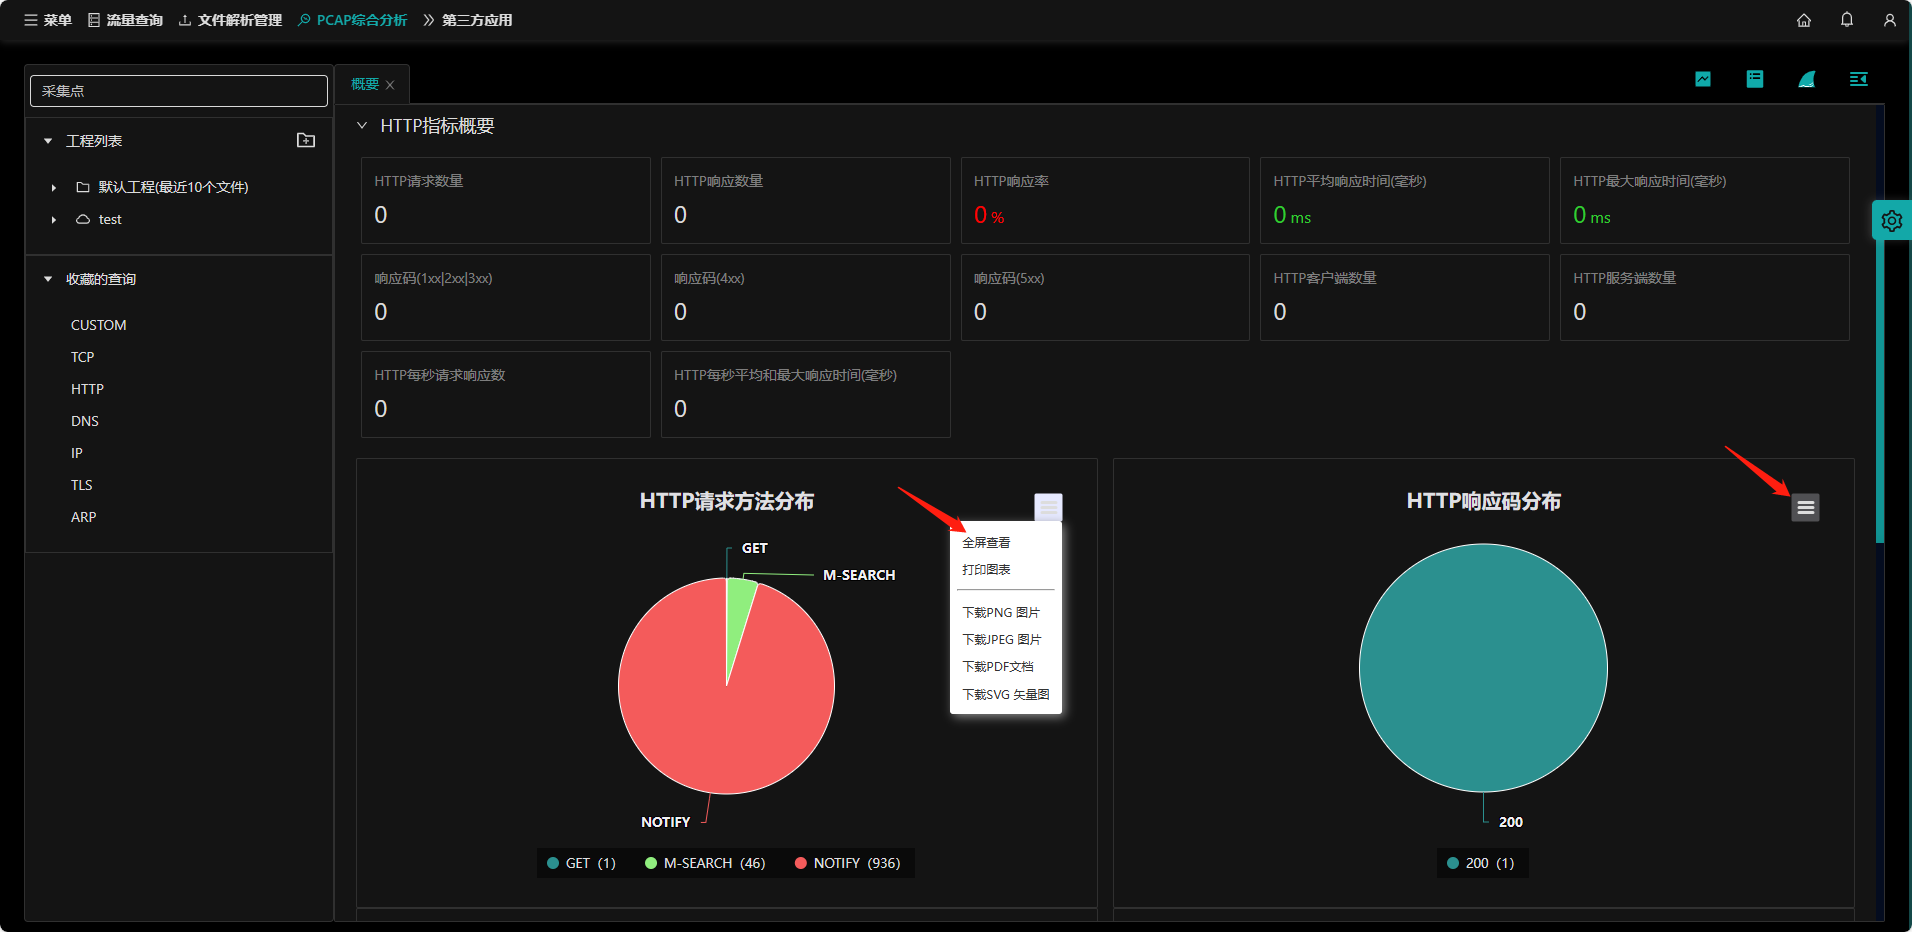 菜单 流量查询 文件解析管理 PCAP综合分析 第三方应用
采集点
工程列表
默认工程(最近10个文件)
test
收藏的查询
CUSTOM
TCP
HTTP
DNS
IP
TLS
ARP
概要
HTTP指标概要
HTTP请求数量
0
HTTP响应数量
0
HTTP响应率
0 %
HTTP平均响应时间(毫秒)
0 ms
HTTP最大响应时间(毫秒)
0 ms
响应码(1xx|2xx|3xx)
0
响应码(4xx)
0
响应码(5xx)
0
HTTP客户端数量
0
HTTP服务端数量
0
HTTP每秒请求响应数
0
HTTP每秒平均和最大响应时间(毫秒)
0
HTTP请求方法分布
GET
M-SEARCH
NOTIFY
GET (1) M-SEARCH (46) NOTIFY (936)
全屏查看
打印图表
下载PNG 图片
下载JPEG 图片
下载PDF文档
下载SVG 矢量图
HTTP响应码分布
200
200 (1)